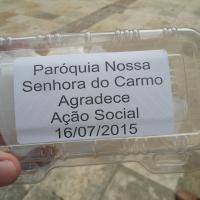 Paróquia Nossa
Senhora do Carmo
Agradece
Ação Social
16/07/2015